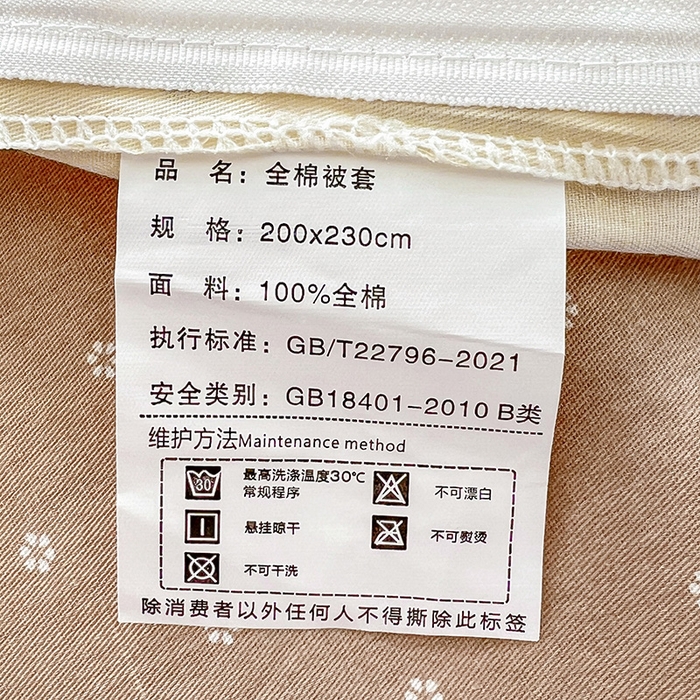 品 名：全棉被套
规 格：200x230cm
面 料：100%全棉
执行标准：GB/T22796-2021
安全类别：GB18401-2010 B类
维护方法Maintenance method
30 最高洗涤温度30℃
常规程序
不可漂白
悬挂晾干
不可熨烫
不可干洗
除消费者以外任何人不得撕除此标签